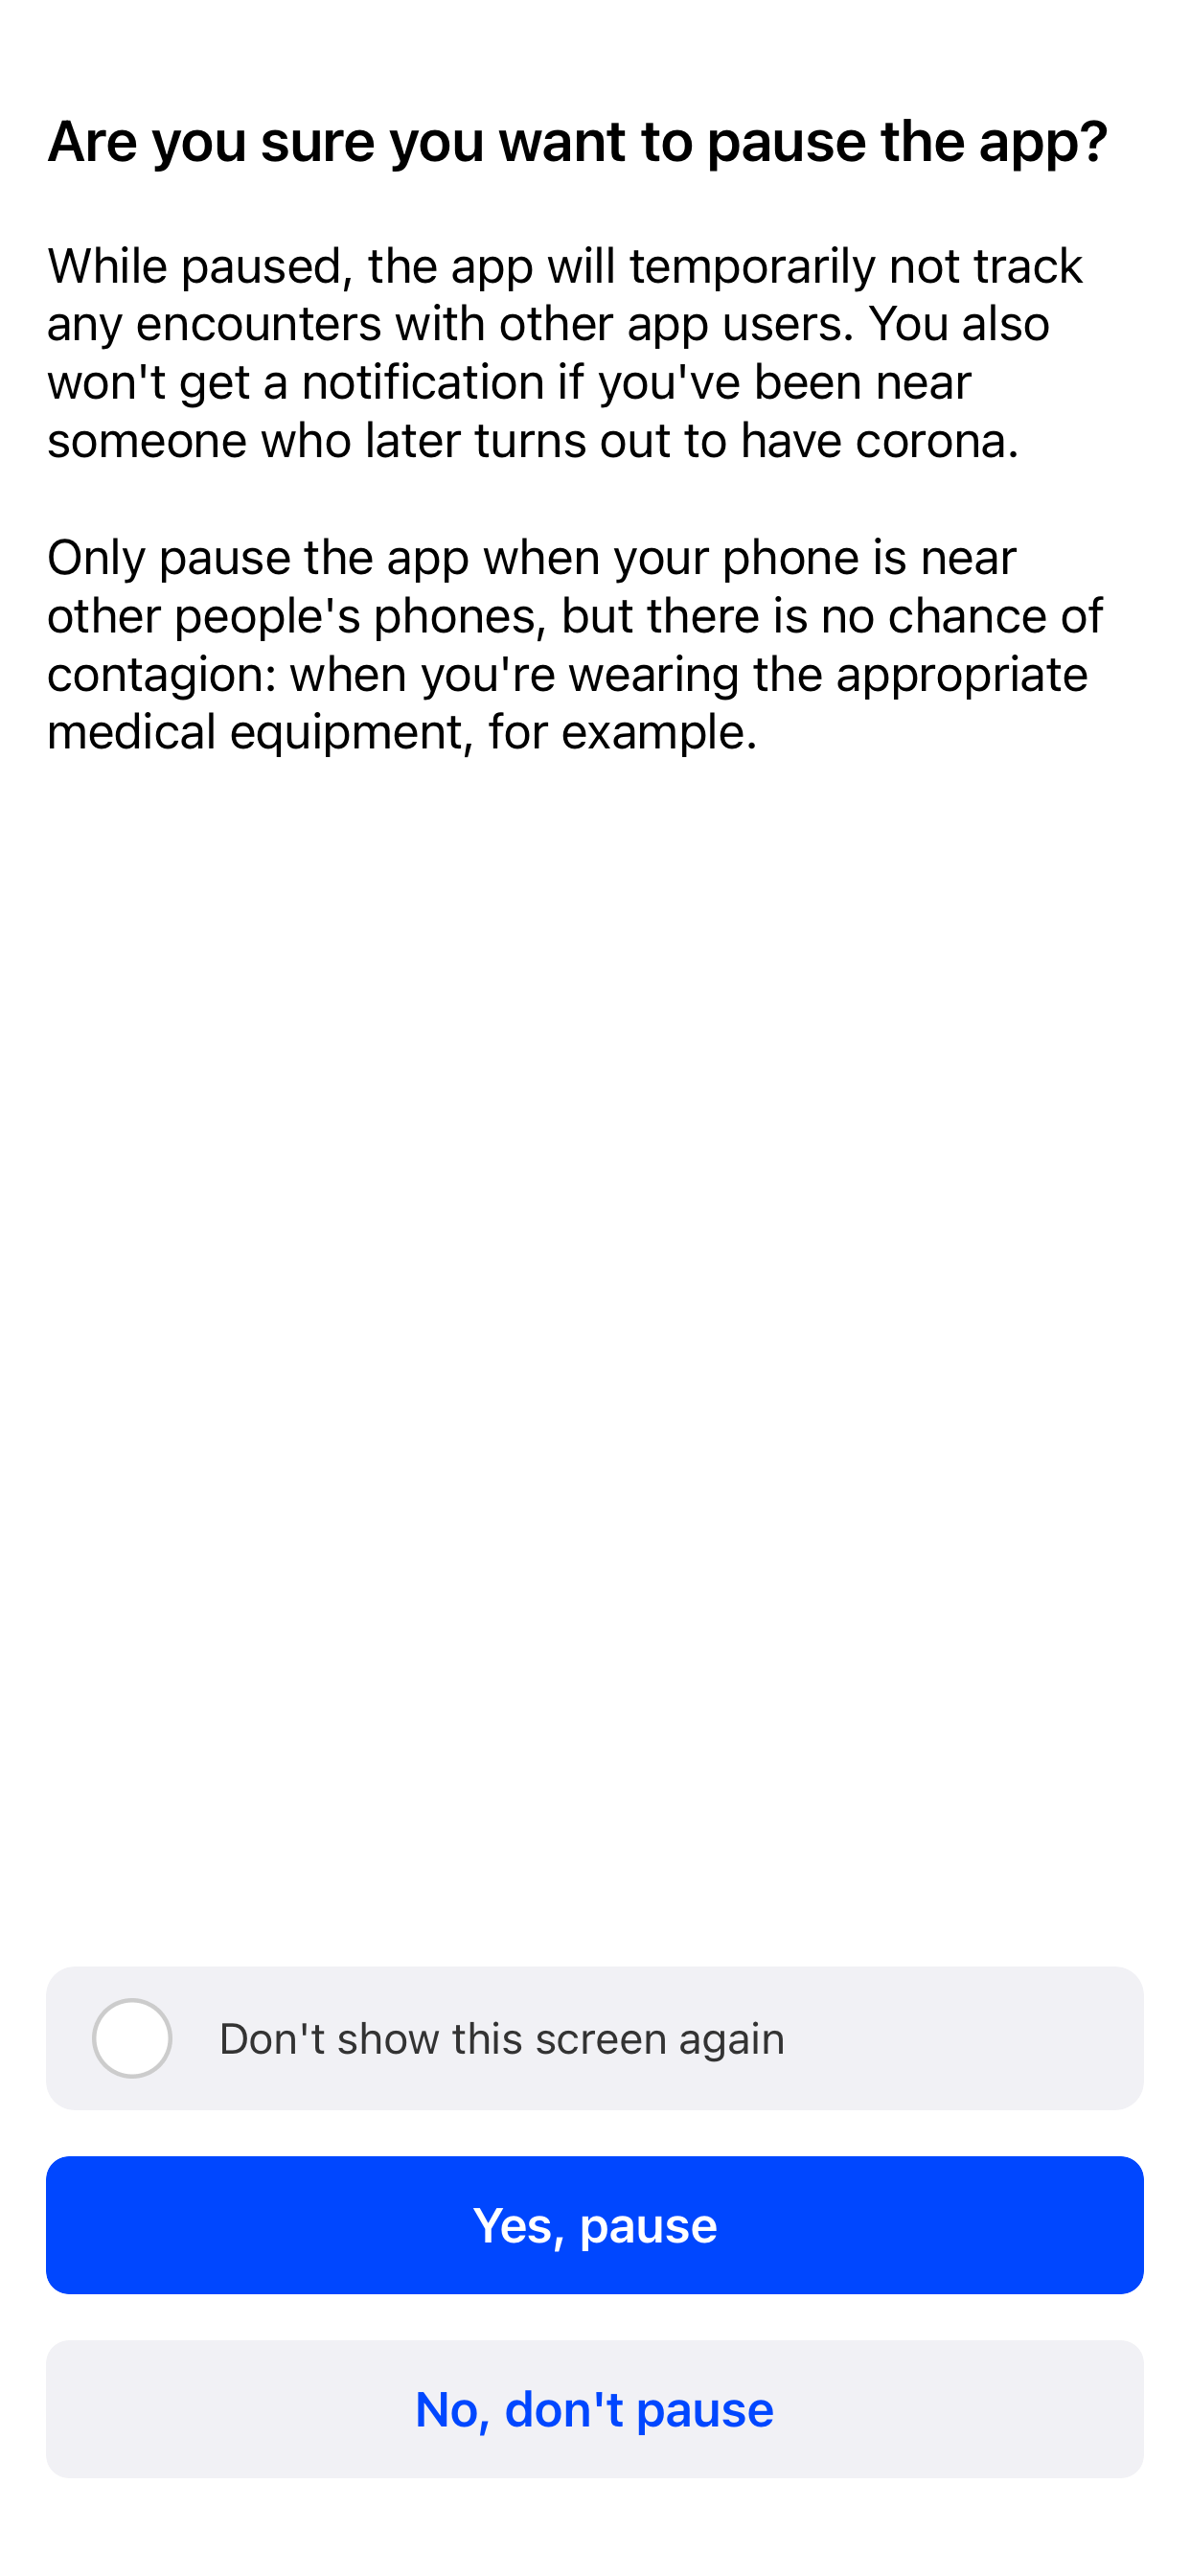 Are you sure you want to pause the app?
While paused, the app will temporarily not track
any encounters with other app users. You also
won't get a notification if you've been near
someone who later turns out to have corona.
Only pause the app when your phone is near
other people's phones, but there is no chance of
contagion: when you're wearing the appropriate
medical equipment, for example.
Don't show this screen again
Yes, pause
No, don't pause